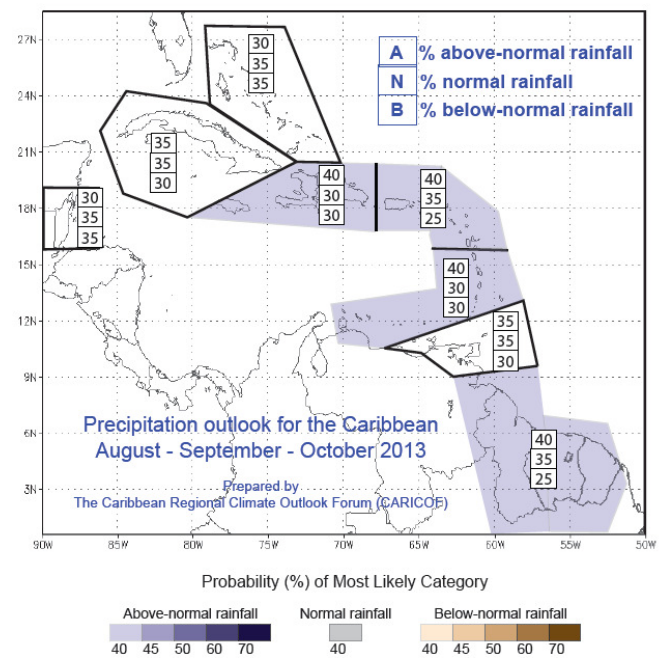 27N
24N
21N
18N
15N
12N
9N
6N
3N
A % above-normal rainfall
N % normal rainfall
B % below-normal rainfall
30
35
35
35
35
30
30
35
35
40
30
30
40
35
25
40
30
30
35
35
30
40
35
25
Precipitation outlook for the Caribbean
August - September - October 2013
Prepared by
The Caribbean Regional Climate Outlook Forum (CARICOF)
90W 85W 80W 75W 70W 65W 60W 55W 50W
Probability (%) of Most Likely Category
Above-normal rainfall Normal rainfall Below-normal rainfall
40 45 50 60 70 40 40 45 50 60 70